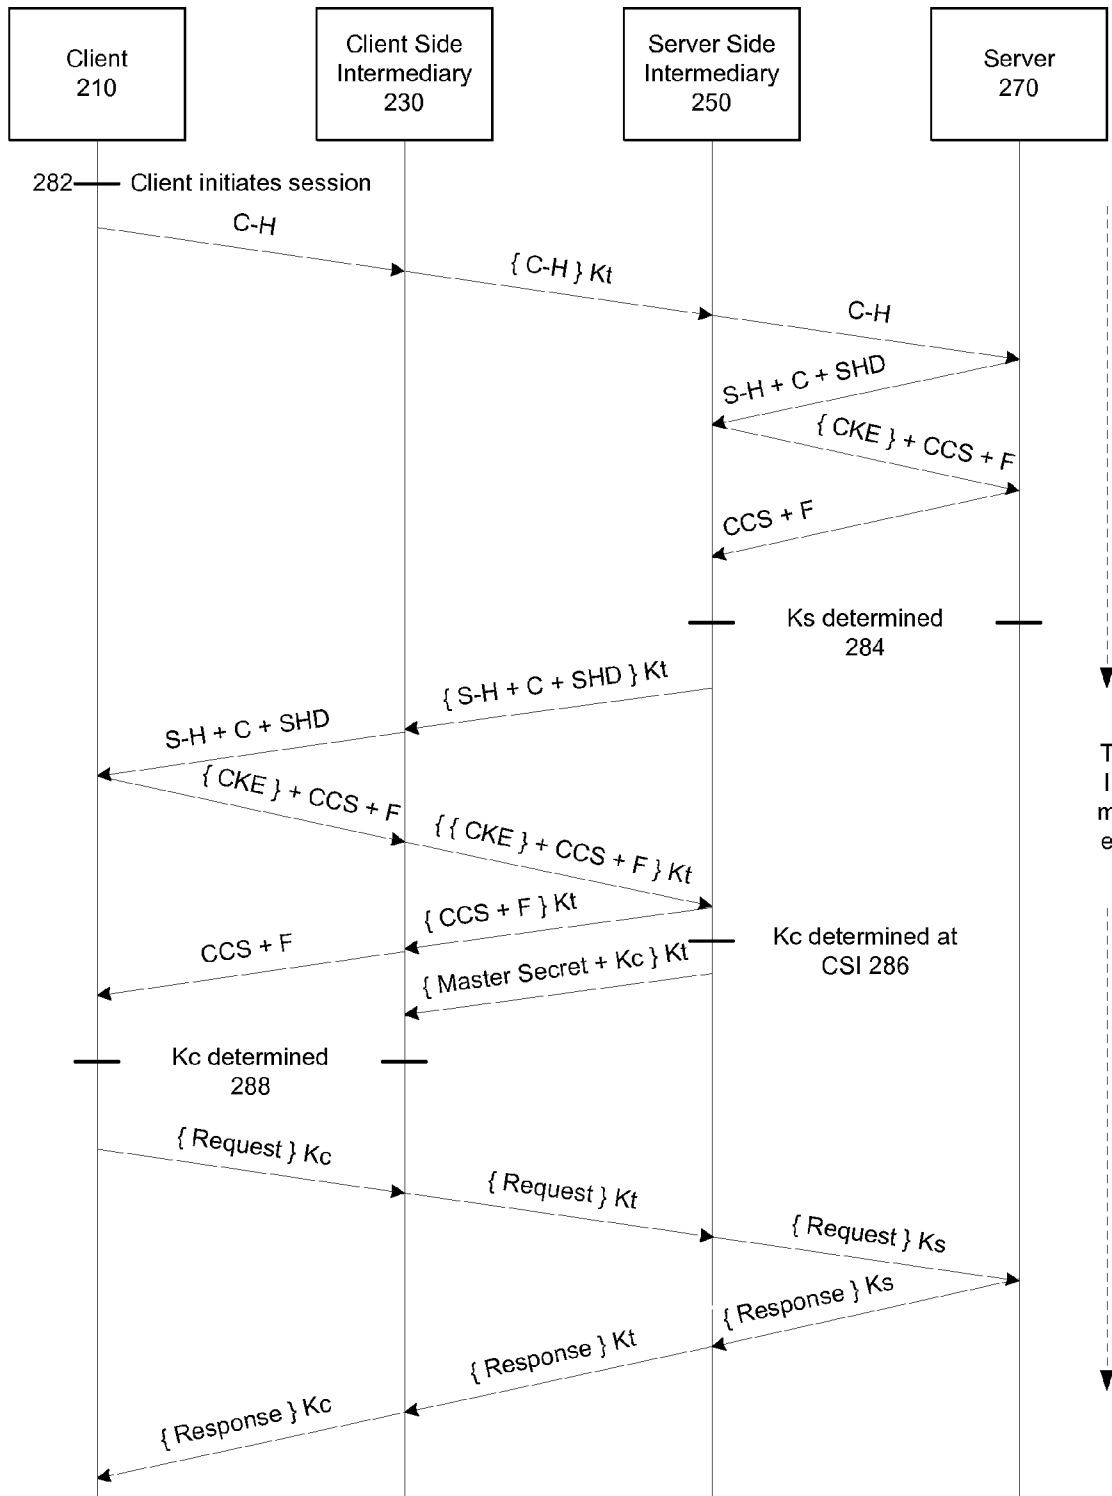 Client
210
Client Side
Intermediary
230
Server Side
Intermediary
250
Server
270
282
Client initiates session
C-H
{ C-H } Kt
C-H
S-H + C + SHD
{ CKE } + CCS + F
CCS + F
Ks determined
284
{ S-H + C + SHD } Kt
S-H + C + SHD
{ CKE } + CCS + F
{ { CKE } + CCS + F } Kt
{ CCS + F } Kt
CCS + F
Kc determined at
CSI 286
{ Master Secret + Kc } Kt
Kc determined
288
{ Request } Kc
{ Request } Kt
{ Request } Ks
{ Response } Ks
{ Response } Kt
{ Response } Kc